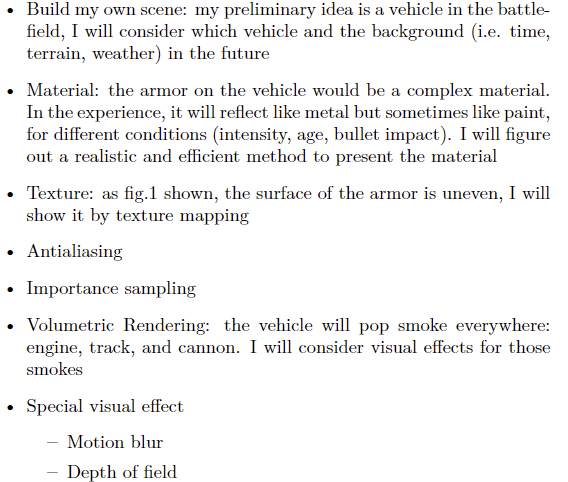 • Build my own scene: my preliminary idea is a vehicle in the battle-
field, I will consider which vehicle and the background (i.e. time,
terrain, weather) in the future
• Material: the armor on the vehicle would be a complex material.
In the experience, it will reflect like metal but sometimes like paint,
for different conditions (intensity, age, bullet impact). I will figure
out a realistic and efficient method to present the material
• Texture: as fig.1 shown, the surface of the armor is uneven, I will
show it by texture mapping
• Antialiasing
• Importance sampling
• Volumetric Rendering: the vehicle will pop smoke everywhere:
engine, track, and cannon. I will consider visual effects for those
smokes
• Special visual effect
– Motion blur
– Depth of field